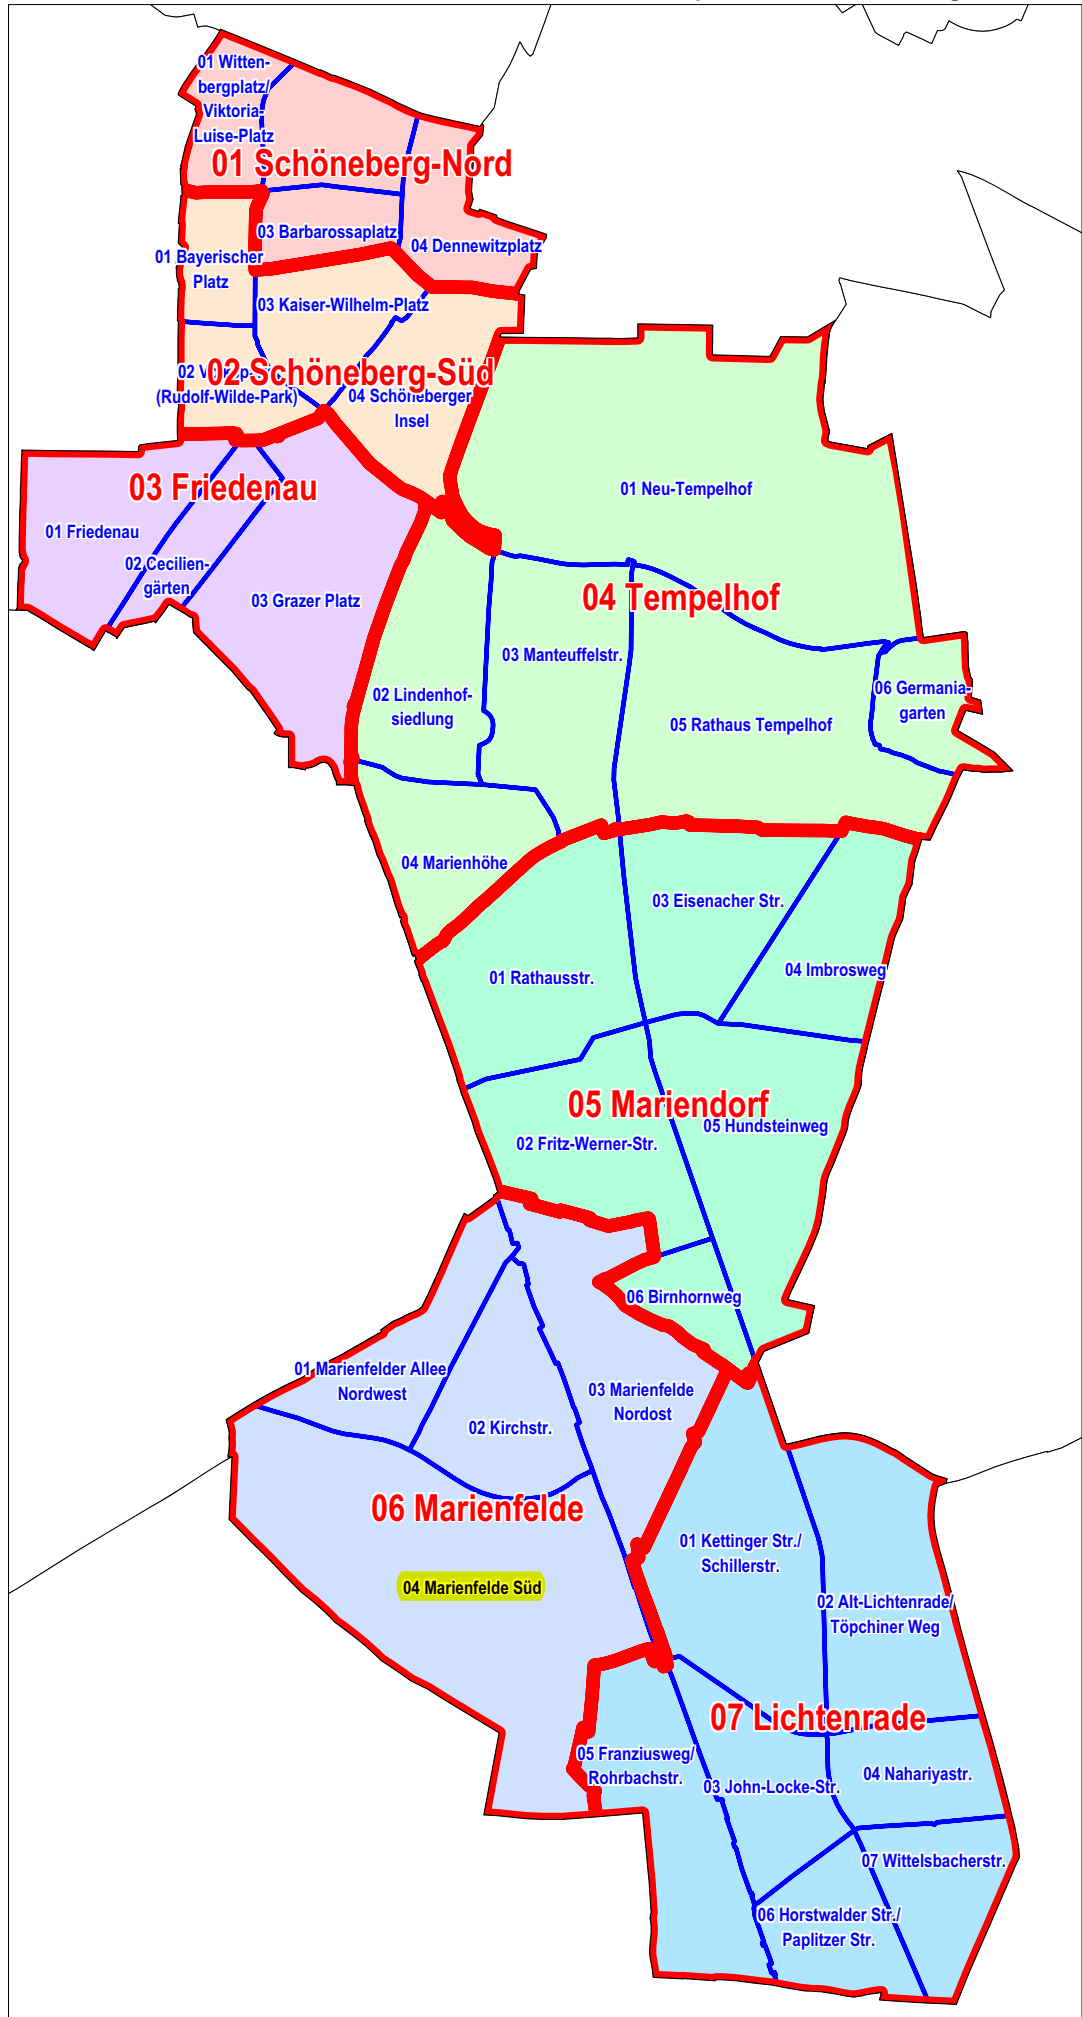 01 Witten-
bergplatz/
Viktoria-
Luise-Platz
01 Schöneberg-Nord
03 Barbarossaplatz
04 Dennewitzplatz
01 Bayerischer
Platz
03 Kaiser-Wilhelm-Platz
02 Schöneberg-Süd
02
(Rudolf-Wilde-Park)
04 Schöneberger
Insel
03 Friedenau
01 Neu-Tempelhof
01 Friedenau
02 Cecilien-
gärten
03 Grazer Platz
04 Tempelhof
03 Manteuffelstr.
02 Lindenhof-
siedlung
06 Germania-
garten
05 Rathaus Tempelhof
04 Marienhöhe
03 Eisenacher Str.
01 Rathausstr.
04 Imbrosweg
05 Mariendorf
05 Hundsteinweg
02 Fritz-Werner-Str.
06 Birnhornweg
01 Marienfelder Allee
Nordwest
03 Marienfelde
Nordost
02 Kirchstr.
06 Marienfelde
01 Kettinger Str./
Schillerstr.
04 Marienfelde Süd
02 Alt-Lichtenrade/
Töpchiner Weg
07 Lichtenrade
05 Franziusweg/
Rohrbachstr.
03 John-Locke-Str.
04 Nahariyastr.
07 Wittelsbacherstr.
06 Horstwalder Str./
Paplitzer Str.